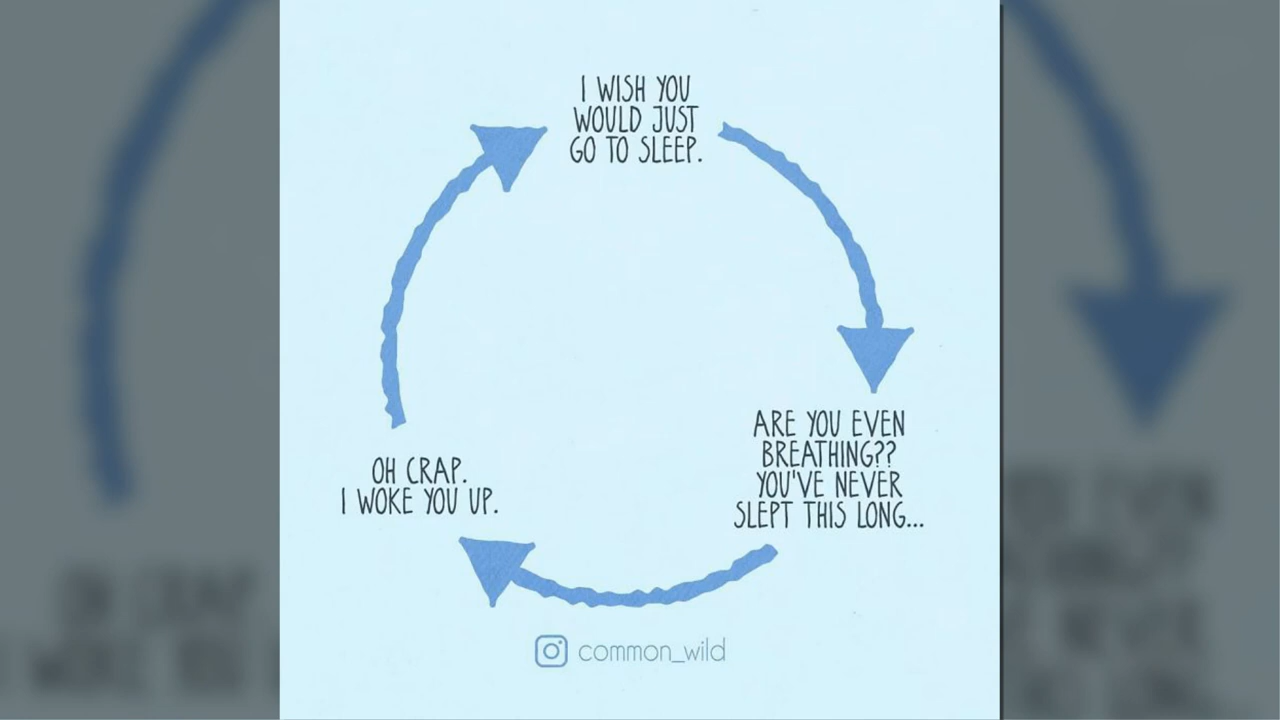 I WISH YOU
WOULD JUST
GO TO SLEEP.
ARE YOU EVEN
BREATHING??
YOU'VE NEVER
SLEPT THIS LONG...
OH CRAP.
I WOKE YOU UP.
common_wild